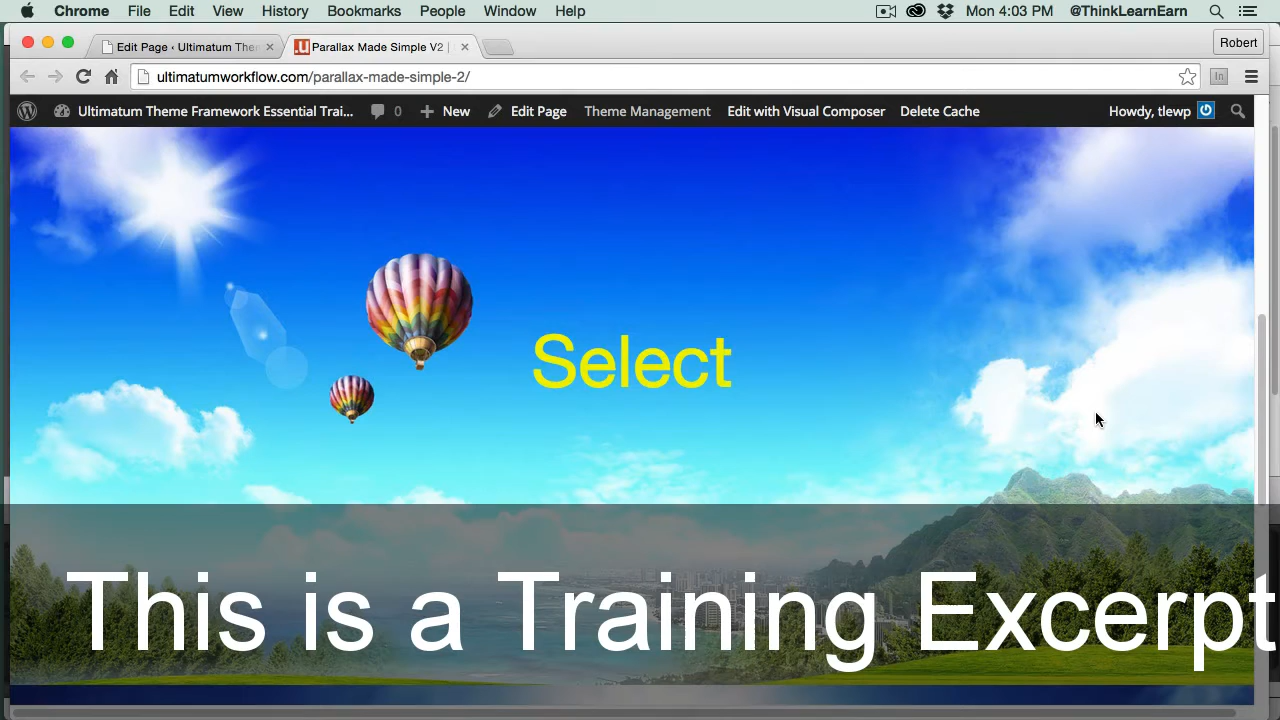 Chrome File Edit View History Bookmarks People Window Help Mon 4:03 PM @ThinkLearnEarn
Edit Page ‹ Ultimatum The Parallax Made Simple V2 | Robert
ultimatumworkflow.com/parallax-made-simple-2/ In
Ultimatum Theme Framework Essential Trai... 0 New Edit Page Theme Management Edit with Visual Composer Delete Cache Howdy, tlewp
Select
This is a Training Excerpt